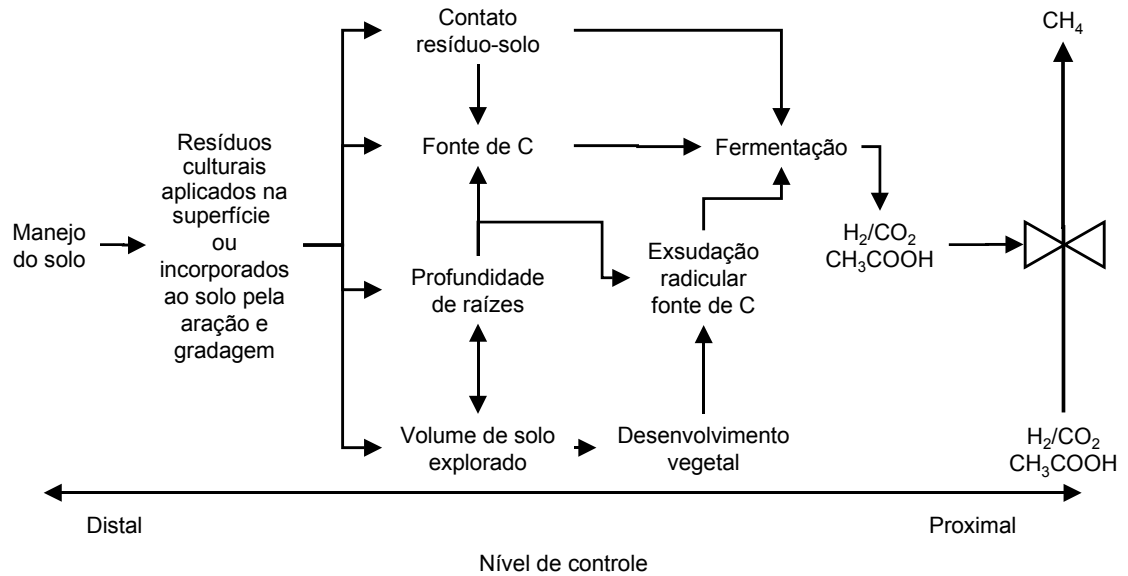 Contato
resíduo-solo
CH₄
Resíduos
culturais
aplicados na
superfície
ou
incorporados
ao solo pela
aração e
gradagem
Fonte de C
Fermentação
Manejo
do solo
Profundidade
de raízes
Exsudação
radicular
fonte de C
H₂/CO₂
CH₃COOH
Volume de solo
explorado
Desenvolvimento
vegetal
H₂/CO₂
CH₃COOH
Distal
Proximal
Nível de controle